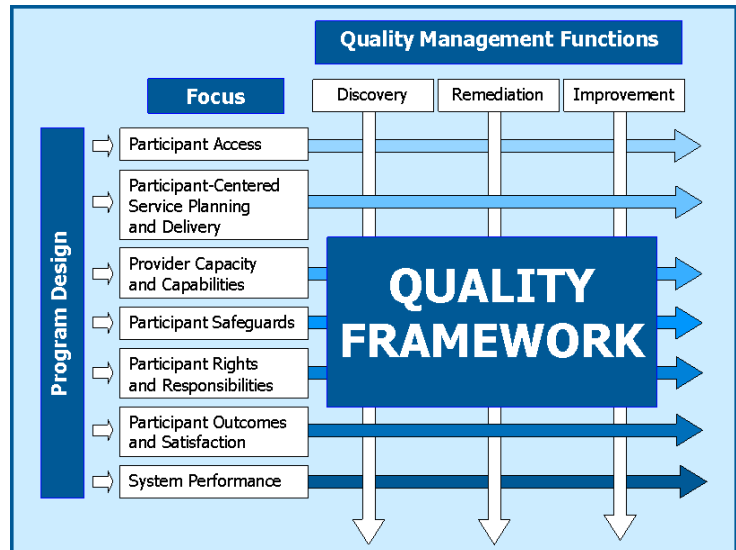 Quality Management Functions
Focus
Discovery
Remediation
Improvement
Program Design
Participant Access
Participant-Centered
Service Planning
and Delivery
Provider Capacity
and Capabilities
Participant Safeguards
Participant Rights
and Responsibilities
Participant Outcomes
and Satisfaction
System Performance
QUALITY
FRAMEWORK